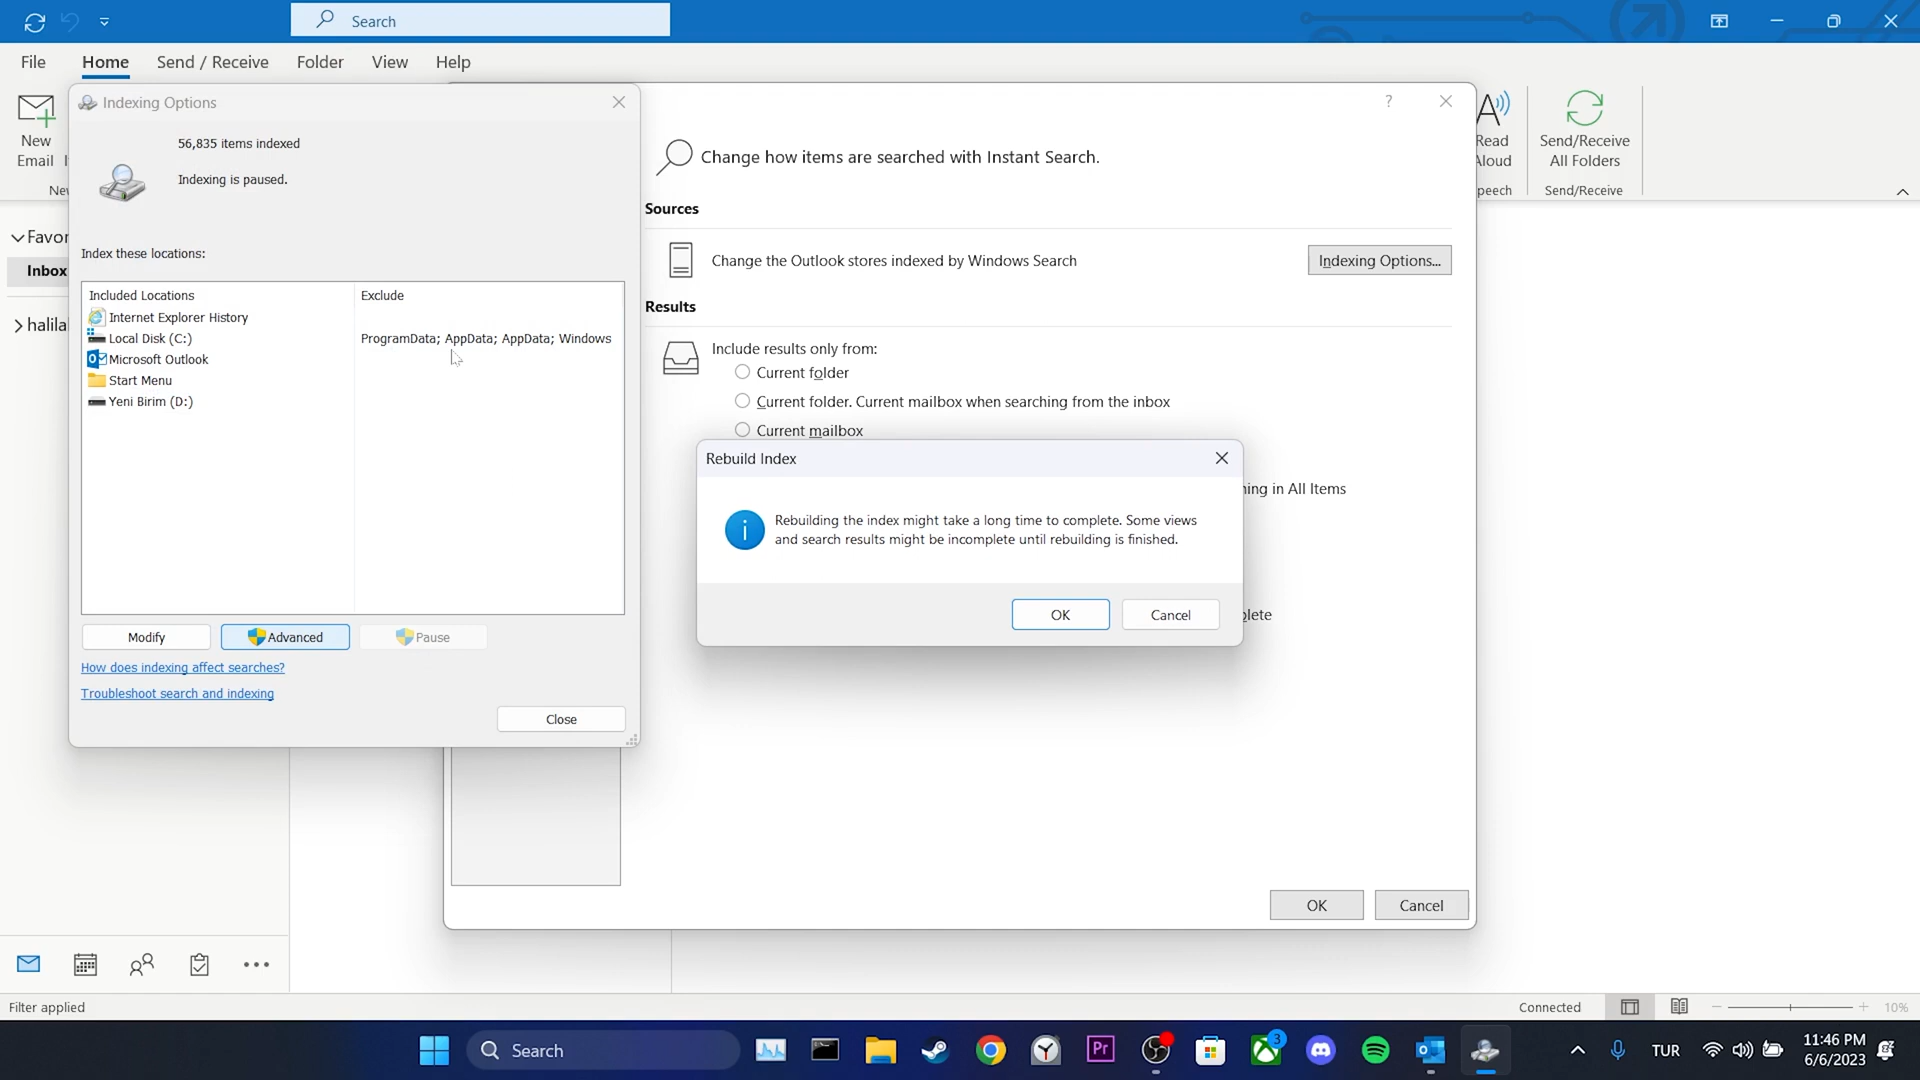 Search
File
Home
Send / Receive
Folder
View
Help
New
Email
New
Indexing Options
56,835 items indexed
Indexing is paused.
Index these locations:
Included Locations
Exclude
Internet Explorer History
Local Disk (C:)
ProgramData; AppData; AppData; Windows
Microsoft Outlook
Start Menu
Yeni Birim (D:)
Modify
Advanced
Pause
How does indexing affect searches?
Troubleshoot search and indexing
Close
?
Change how items are searched with Instant Search.
Sources
Change the Outlook stores indexed by Windows Search
Indexing Options...
Results
Include results only from:
Current folder
Current folder. Current mailbox when searching from the inbox
Current mailbox
ing in All Items
lete
Rebuild Index
Rebuilding the index might take a long time to complete. Some views
and search results might be incomplete until rebuilding is finished.
OK
Cancel
OK
Cancel
Read
Aloud
peech
Send/Receive
All Folders
Send/Receive
Favor
Inbox
halila
Filter applied
Connected
10%
Search
Pr
3
TUR
11:46 PM
6/6/2023